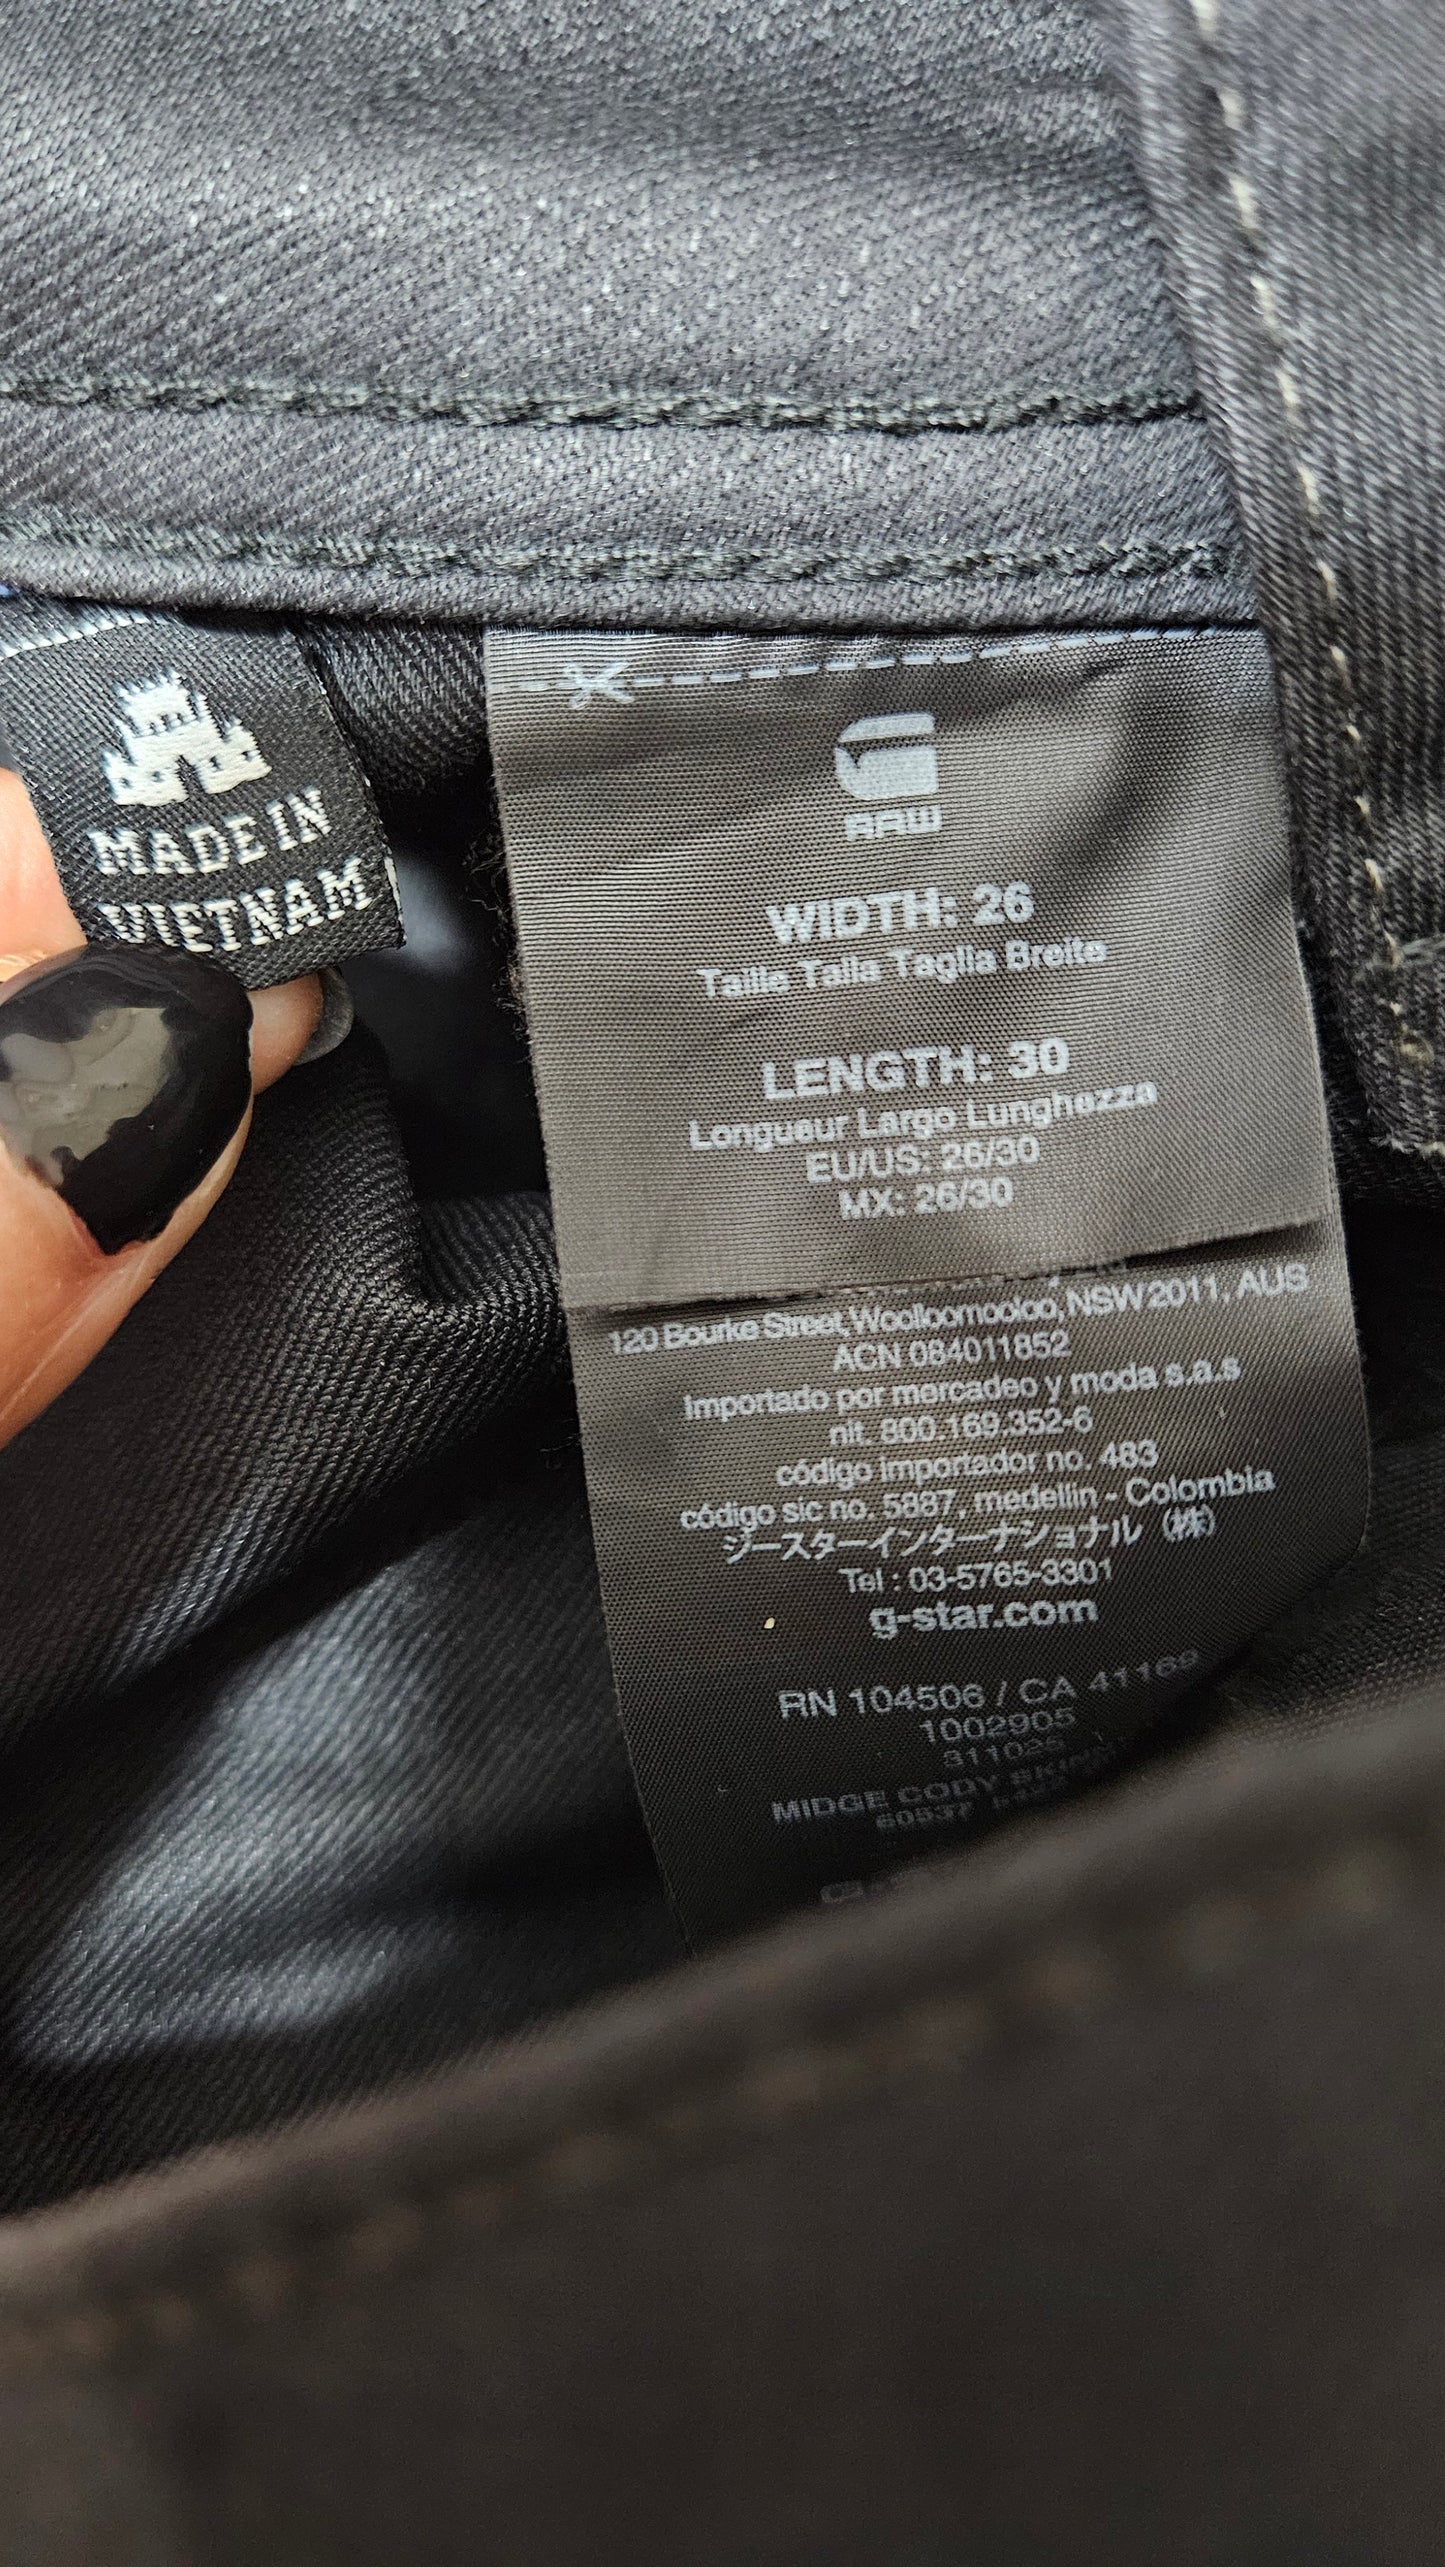 MADE IN
VIETNAM
RAW
WIDTH: 26
Taille Talla Taglia Breite
LENGTH: 30
Longueur Largo Lunghezza
EU/US: 26/30
MX: 26/30
120 Bourke Street, Woolloomooloo, NSW 2011, AUS
ACN 084011852
Importado por mercadeo y moda s.a.s
nit. 800.169.352-6
código importador no. 483
código sic no. 5887, medellin - Colombia
ジースターインターナショナル (株)
Tel : 03-5765-3301
g-star.com
RN 104506 / CA 41169
1002905
311025
MIDGE CODY
60537